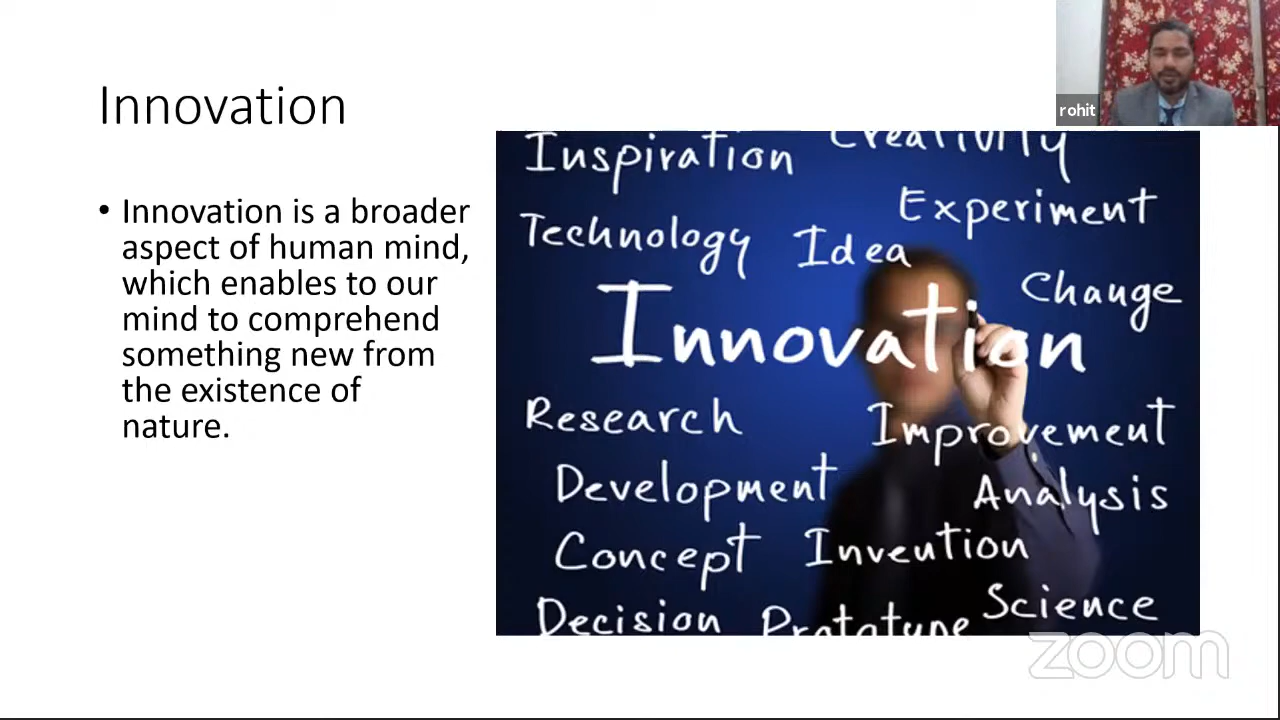 rohit
Innovation
• Innovation is a broader
aspect of human mind,
which enables to our
mind to comprehend
something new from
the existence of
nature.
Inspiration Creativity
Experiment
Technology Idea
Change
Innovation
Research Improvement
Development Analysis
Concept Invention
Decision Prototype Science
zoom